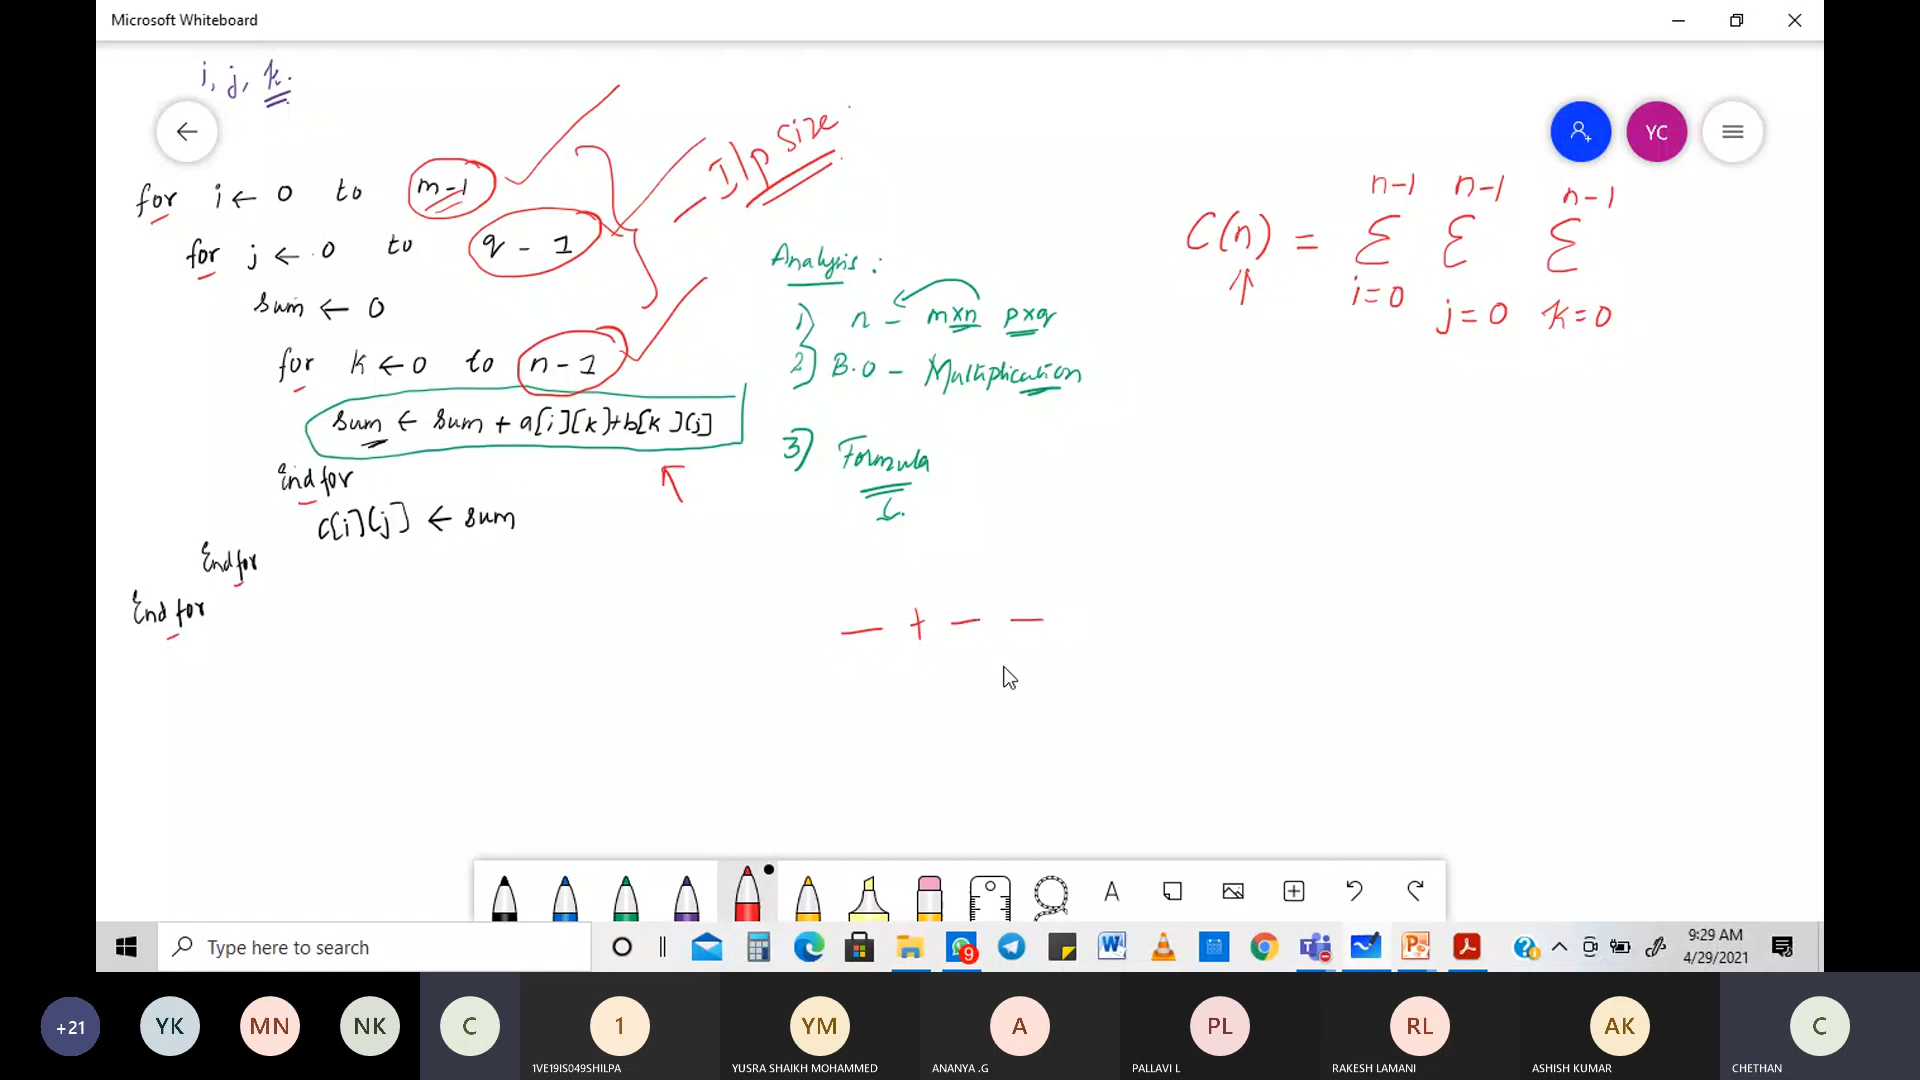 Microsoft Whiteboard
i, j, k.
for i ← 0 to m-1
for j ← 0 to q - 1
sum ← 0
for k ← 0 to n - 1
sum ← sum + a[i][k]+b[k][j]
End for
c[i][j] ← sum
End for
End for
I/p size
Analysis :
1) n - m×n p×q
2) B.O - Multiplication
3) Formula
— + — —
YC
n-1 n-1 n-1
C(n) = Σ Σ Σ
i=0 j=0 k=0
A
Type here to search
9
9:29 AM
4/29/2021
+21
YK
MN
NK
C
1
YM
A
PL
RL
AK
C
1VE19IS049SHILPA
YUSRA SHAIKH MOHAMMED
ANANYA .G
PALLAVI L
RAKESH LAMANI
ASHISH KUMAR
CHETHAN